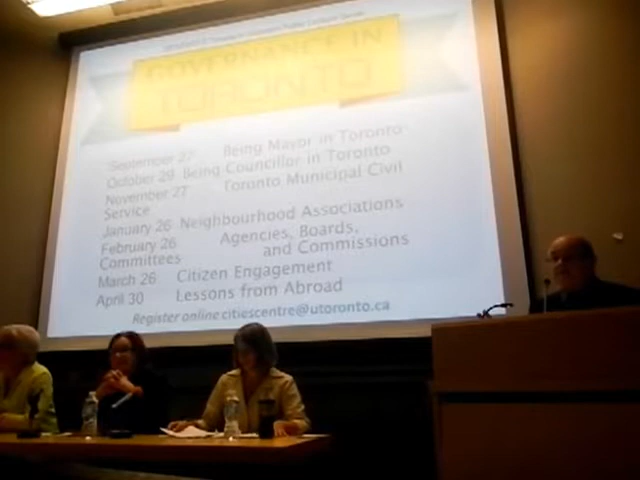 GOVERNANCE IN
TORONTO
September 27 Being Mayor in Toronto
October 29 Being Councillor in Toronto
November 27 Toronto Municipal Civil
Service
January 26 Neighbourhood Associations
February 26 Agencies, Boards,
Committees and Commissions
March 26 Citizen Engagement
April 30 Lessons from Abroad
Register online citiescentre@utoronto.ca